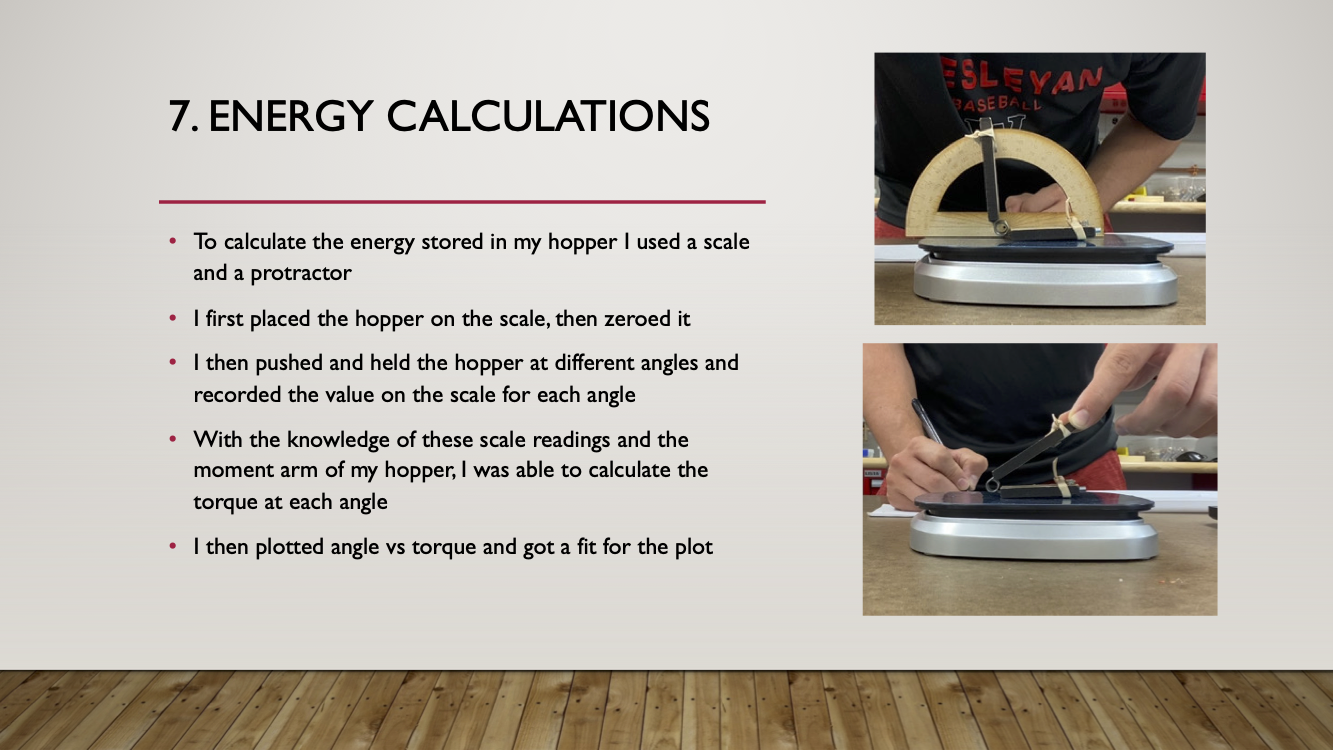 7. ENERGY CALCULATIONS
• To calculate the energy stored in my hopper I used a scale
and a protractor
• I first placed the hopper on the scale, then zeroed it
• I then pushed and held the hopper at different angles and
recorded the value on the scale for each angle
• With the knowledge of these scale readings and the
moment arm of my hopper, I was able to calculate the
torque at each angle
• I then plotted angle vs torque and got a fit for the plot
ESLEYAN
BASEBALL
W